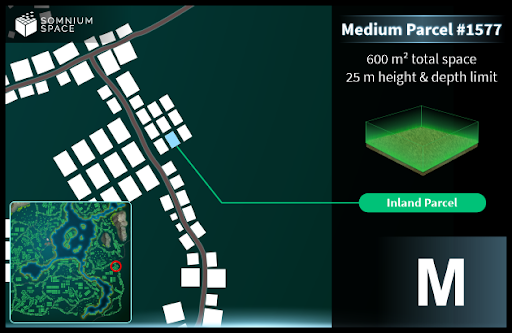 SOMNIUM
SPACE
Medium Parcel #1577
600 m² total space
25 m height & depth limit
Inland Parcel
M